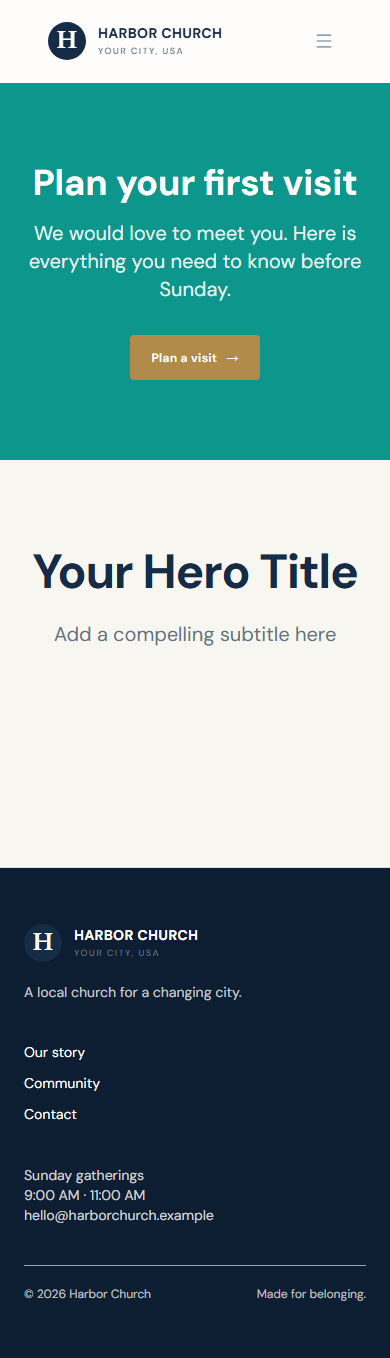 H
HARBOR CHURCH
YOUR CITY, USA
Plan your first visit
We would love to meet you. Here is
everything you need to know before
Sunday.
Plan a visit →
Your Hero Title
Add a compelling subtitle here
H
HARBOR CHURCH
YOUR CITY, USA
A local church for a changing city.
Our story
Community
Contact
Sunday gatherings
9:00 AM · 11:00 AM
hello@harborchurch.example
© 2026 Harbor Church
Made for belonging.